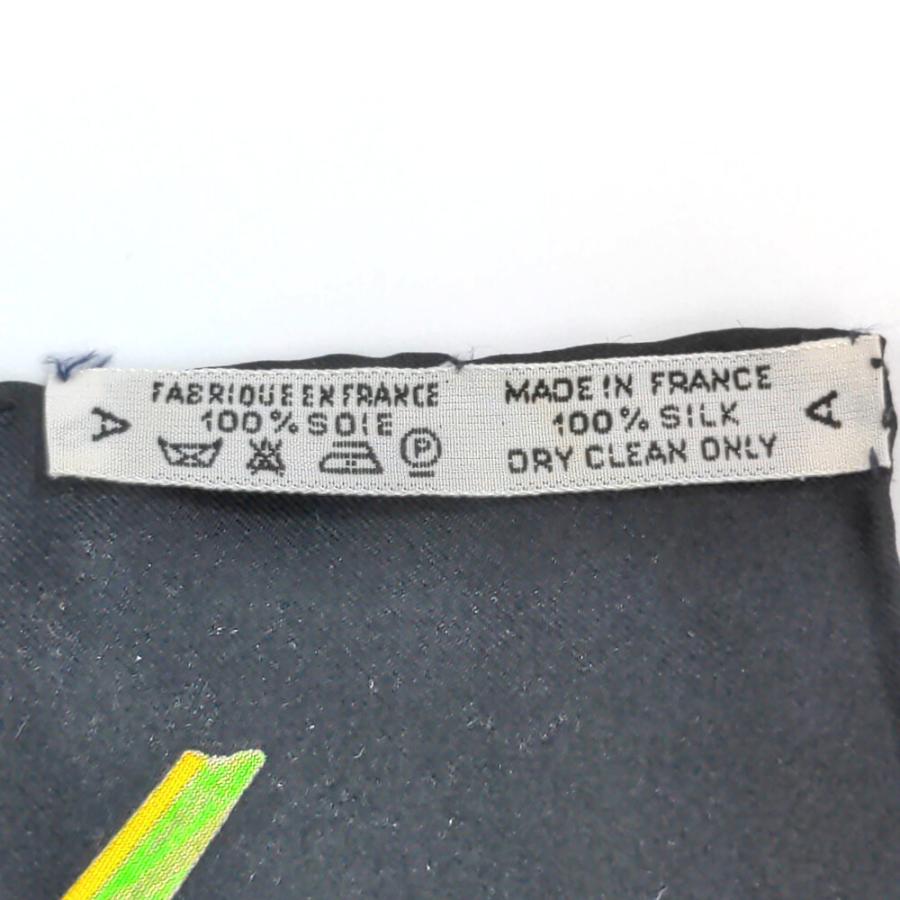 A
FABRIQUE EN FRANCE
100% SOIE
P
MADE IN FRANCE
100% SILK
DRY CLEAN ONLY
A